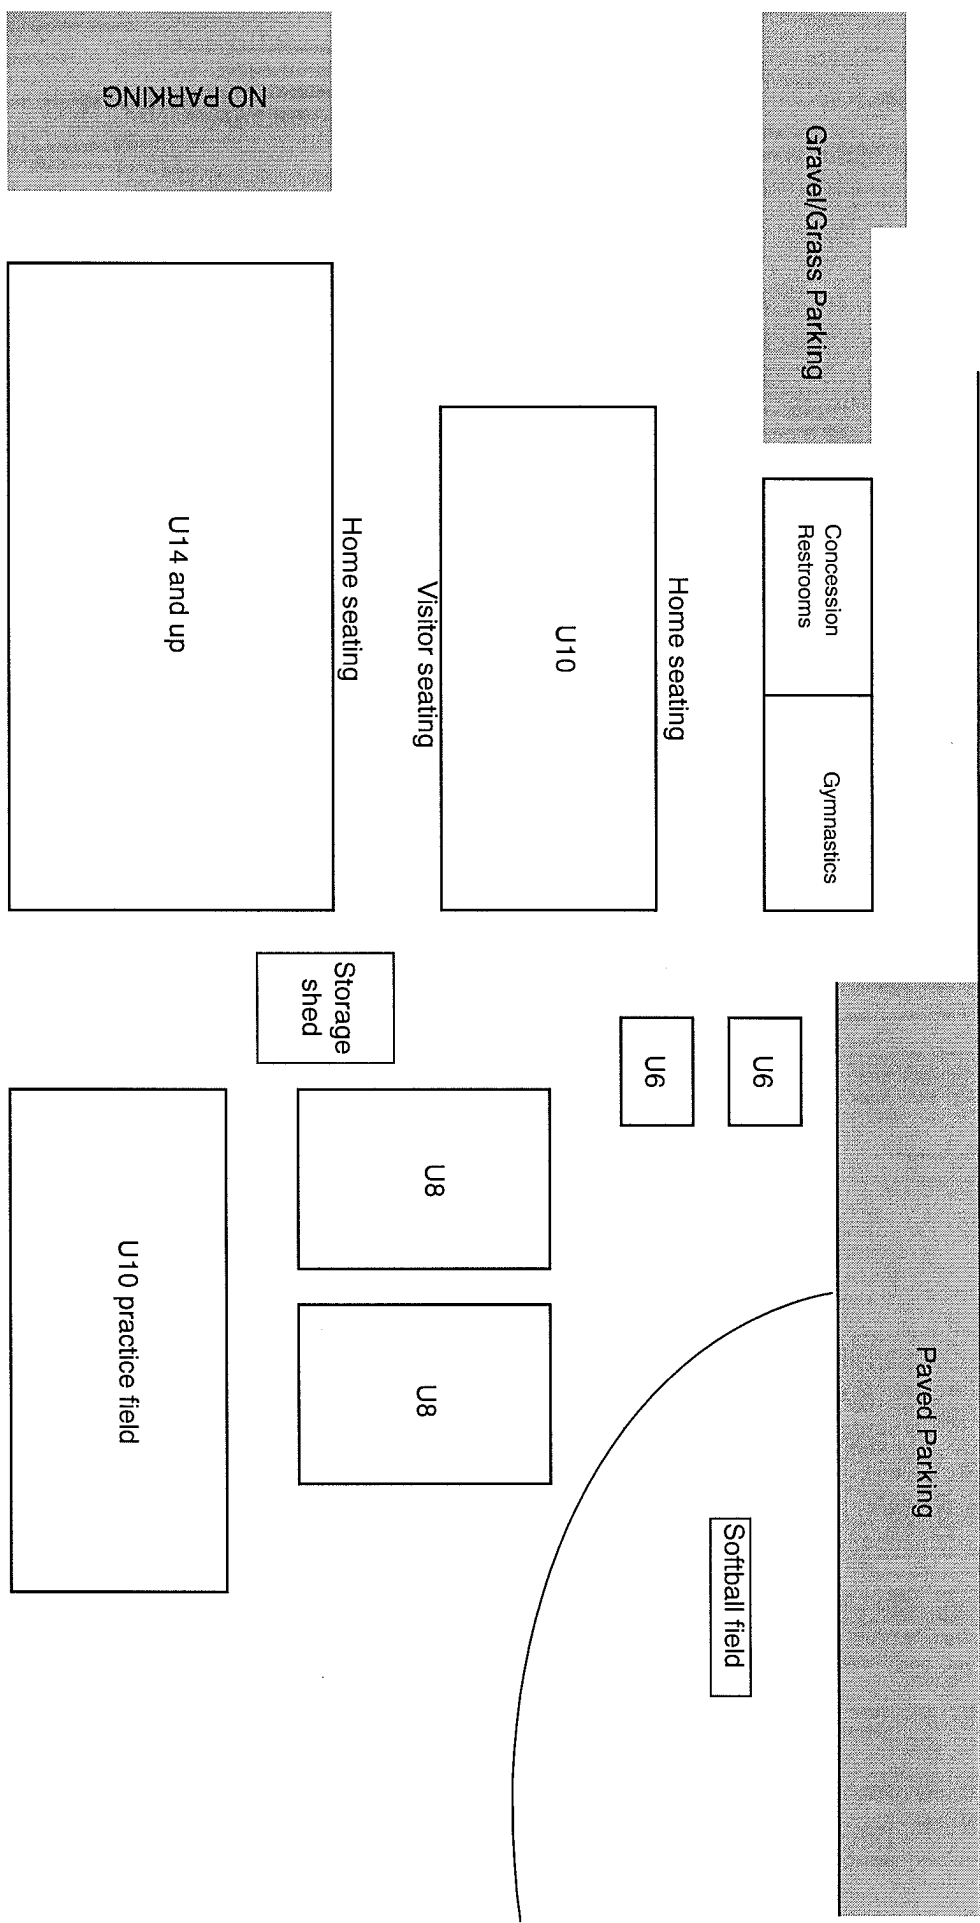 Gravel/Grass Parking
Paved Parking
Concession
Restrooms
Gymnastics
Home seating
U10
Visitor seating
U6
U6
Softball field
Home seating
U14 and up
Storage
shed
U8
U8
U10 practice field
NO PARKING